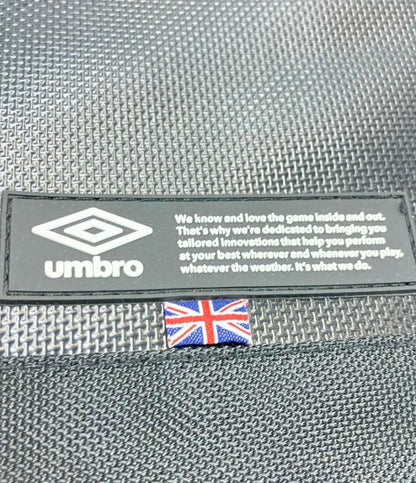 umbro
We know and love the game inside and out.
That's why we're dedicated to bringing you
tailored innovations that help you perform
at your best wherever and whenever you play,
whatever the weather. It's what we do.